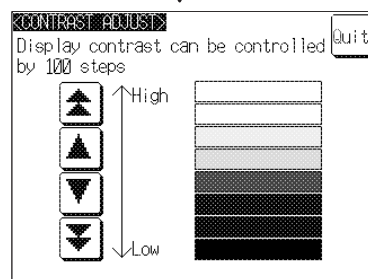 <CONTRAST ADJUST>
Quit
Display contrast can be controlled
by 100 steps
High
Low